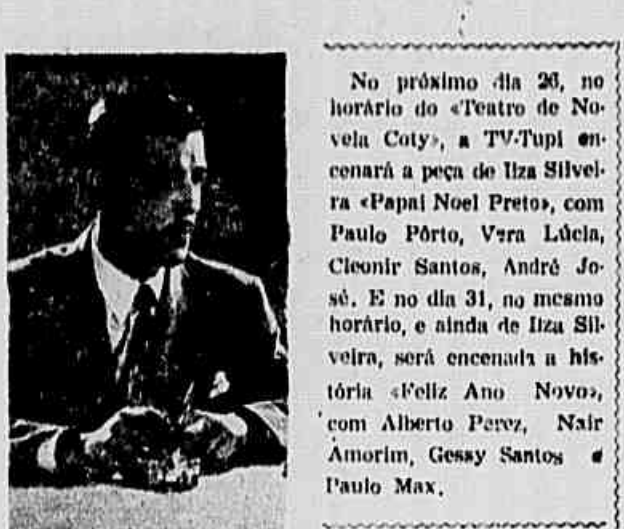 No próximo dia 26, no
horário do «Teatro de No-
vela Coty», a TV-Tupi en-
cenará a peça de Ilza Silvei-
ra «Papai Noel Preto», com
Paulo Pôrto, Vera Lúcia,
Cleonir Santos, André Jo-
sé. E no dia 31, no mesmo
horário, e ainda de Ilza Sil-
veira, será encenada a his-
tória «Feliz Ano Novo»,
com Alberto Perez, Nair
Amorim, Gessy Santos e
Paulo Max.